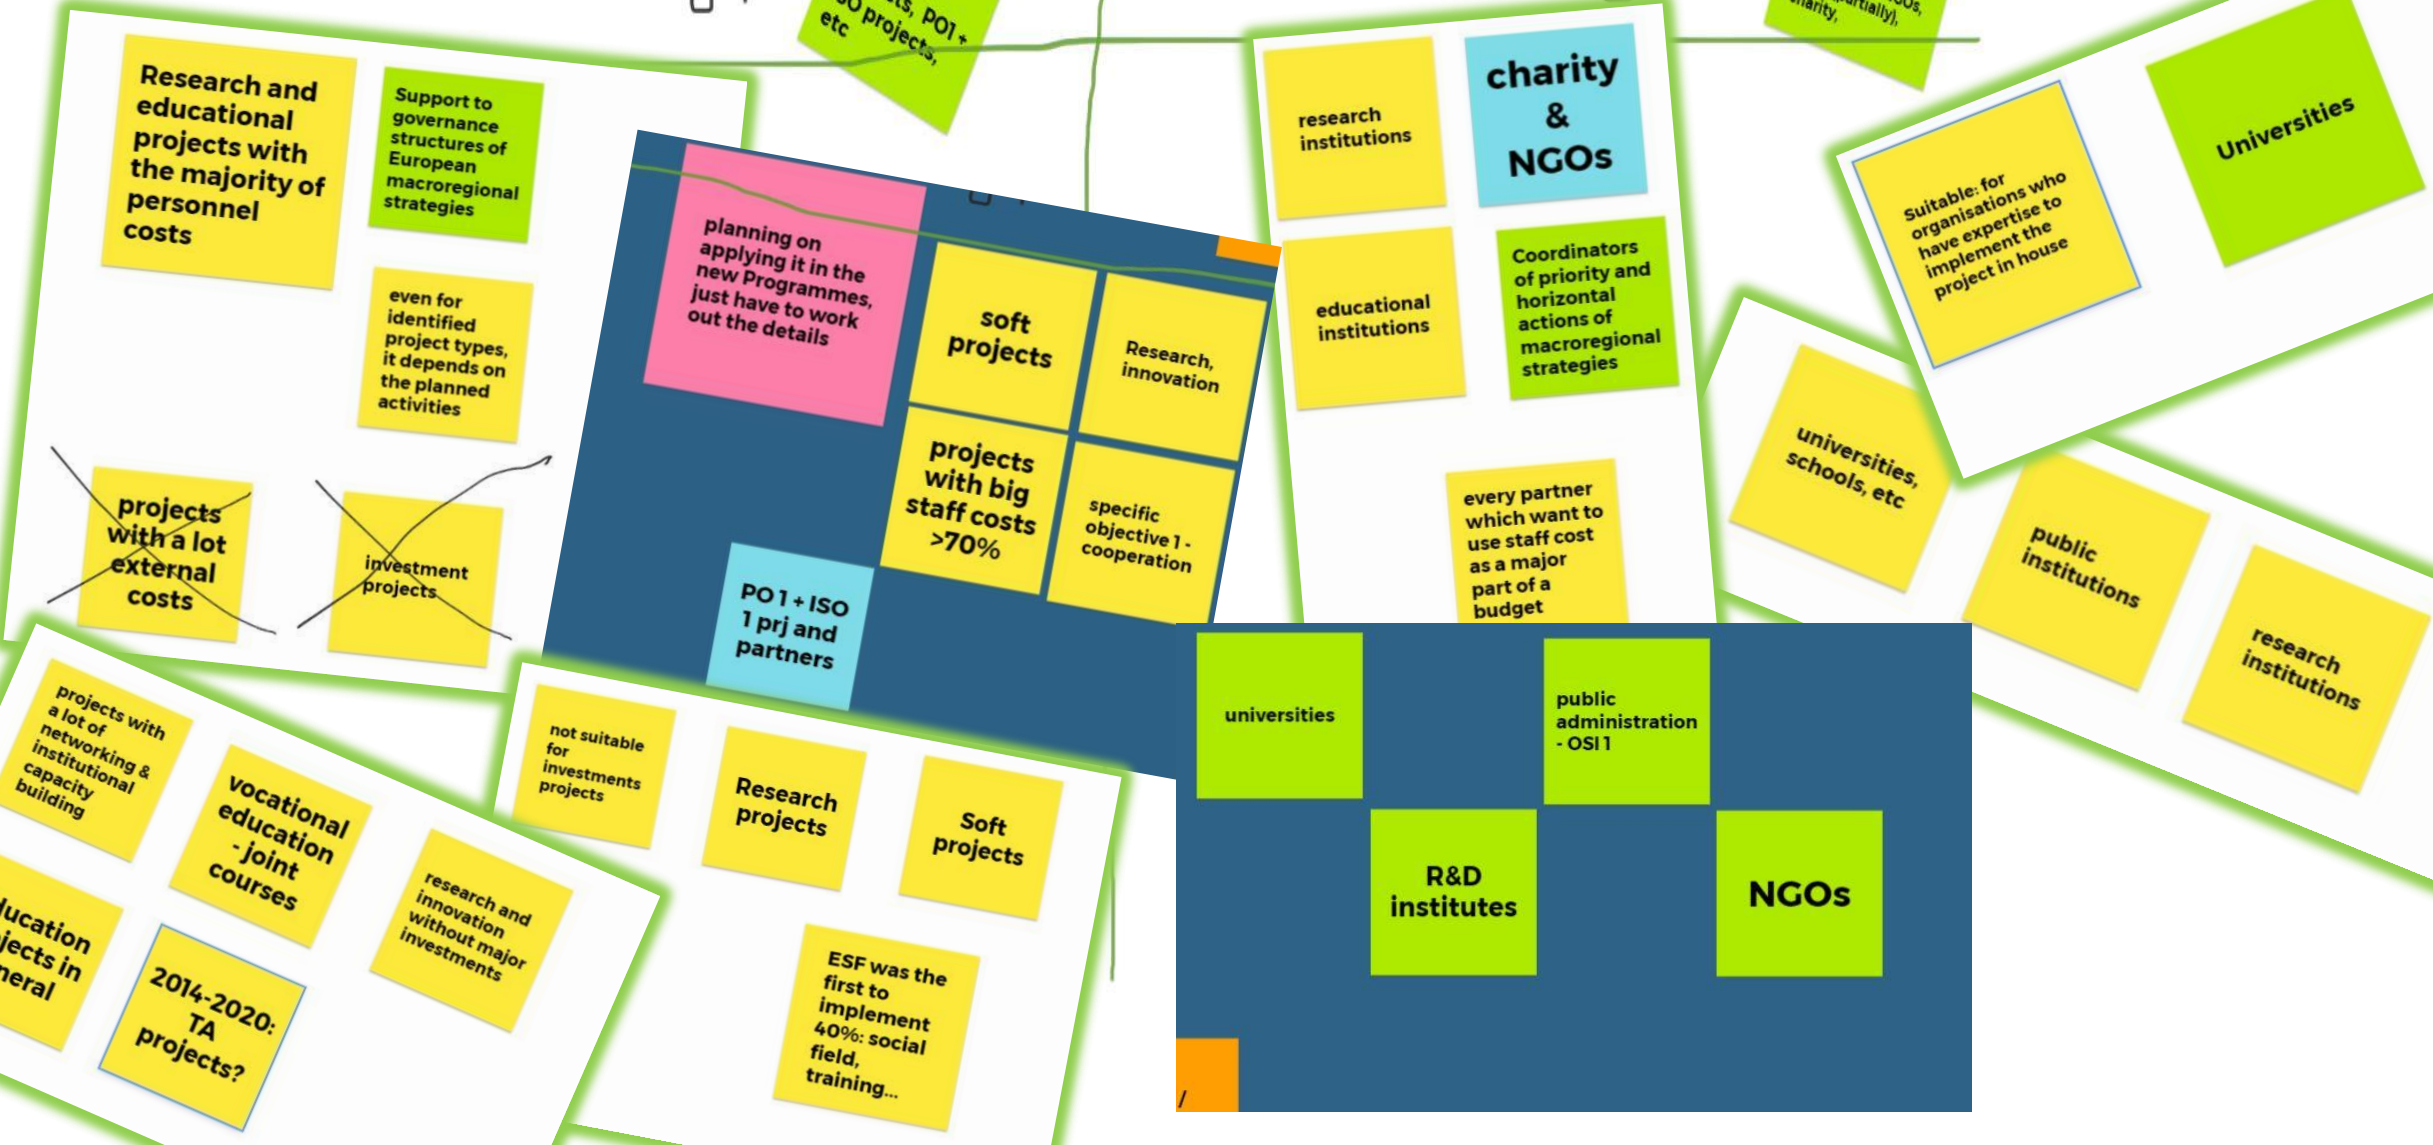 PO1 +
projects,
etc
Research and
educational
projects with
the majority of
personnel
costs
Support to
governance
structures of
European
macroregional
strategies
even for
identified
project types,
it depends on
the planned
activities
projects
with a lot
external
costs
investment
projects
planning on
applying it in the
new Programmes,
just have to work
out the details
soft
projects
Research,
innovation
projects
with big
staff costs
>70%
specific
objective 1 -
cooperation
PO 1 + ISO
1 prj and
partners
research
institutions
charity
&
NGOs
educational
institutions
Coordinators
of priority and
horizontal
actions of
macroregional
strategies
every partner
which want to
use staff cost
as a major
part of a
budget
charity,
Suitable: for
organisations who
have expertise to
implement the
project in house
Universities
universities,
schools, etc
public
institutions
research
institutions
projects with
a lot of
networking &
institutional
capacity
building
vocational
education
- joint
courses
research and
innovation
without major
investments
in
2014-2020:
TA
projects?
not suitable
for
investments
projects
Research
projects
Soft
projects
ESF was the
first to
implement
40%: social
field,
training...
universities
public
administration
- OSI 1
R&D
institutes
NGOs
/